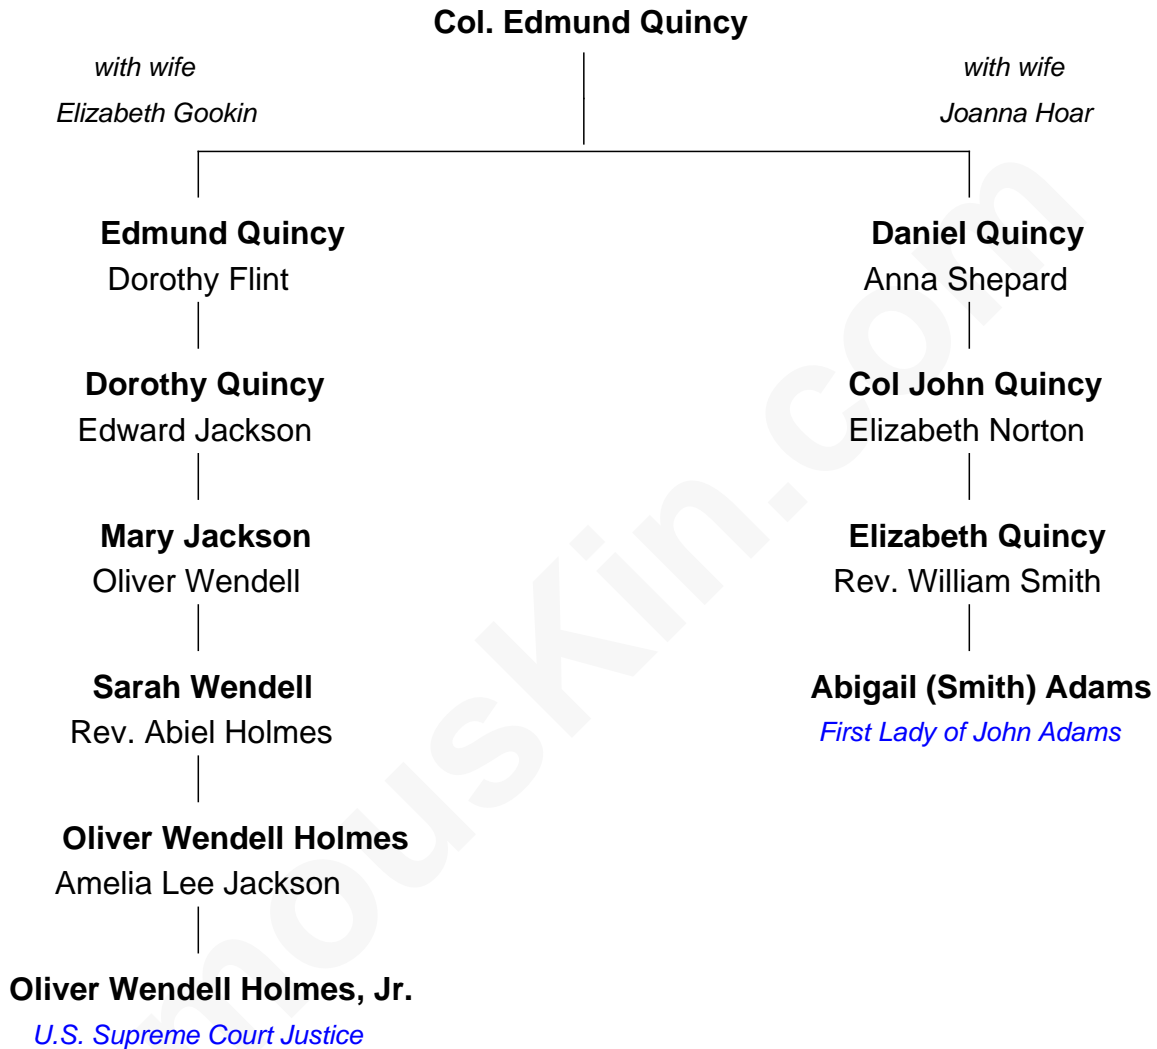 Col. Edmund Quincy
with wife
Elizabeth Gookin
with wife
Joanna Hoar
Edmund Quincy
Dorothy Flint
Daniel Quincy
Anna Shepard
Dorothy Quincy
Edward Jackson
Col John Quincy
Elizabeth Norton
Mary Jackson
Oliver Wendell
Elizabeth Quincy
Rev. William Smith
Sarah Wendell
Rev. Abiel Holmes
Abigail (Smith) Adams
First Lady of John Adams
Oliver Wendell Holmes
Amelia Lee Jackson
Oliver Wendell Holmes, Jr.
U.S. Supreme Court Justice
mousKin.com